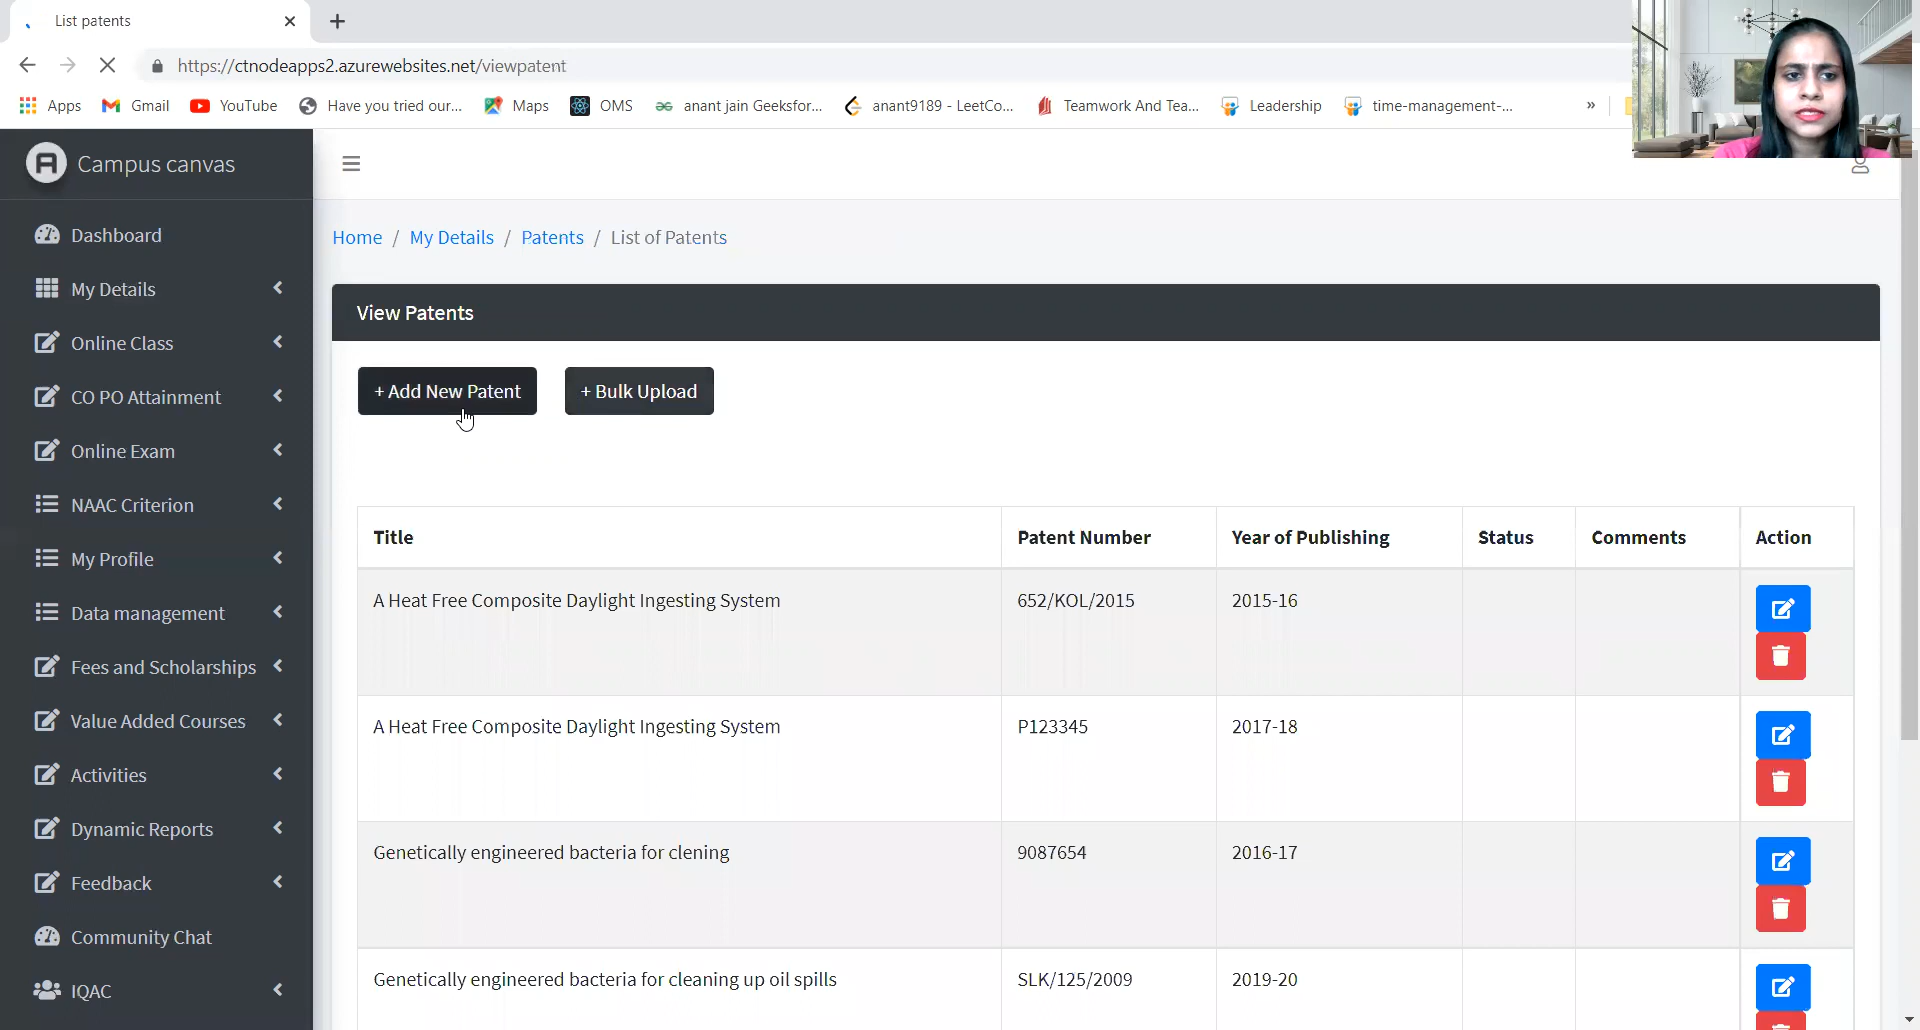 List patents
https://ctnodeapps2.azurewebsites.net/viewpatent
Apps
Gmail
YouTube
Have you tried our...
Maps
OMS
anant jain Geeksfor...
anant9189 - LeetCo...
Teamwork And Tea...
Leadership
time-management-...
Campus canvas
Dashboard
My Details
Online Class
CO PO Attainment
Online Exam
NAAC Criterion
My Profile
Data management
Fees and Scholarships
Value Added Courses
Activities
Dynamic Reports
Feedback
Community Chat
IQAC
Home / My Details / Patents / List of Patents
View Patents
+ Add New Patent
+ Bulk Upload
Title Patent Number Year of Publishing Status Comments Action
A Heat Free Composite Daylight Ingesting System 652/KOL/2015 2015-16
A Heat Free Composite Daylight Ingesting System P123345 2017-18
Genetically engineered bacteria for clening 9087654 2016-17
Genetically engineered bacteria for cleaning up oil spills SLK/125/2009 2019-20